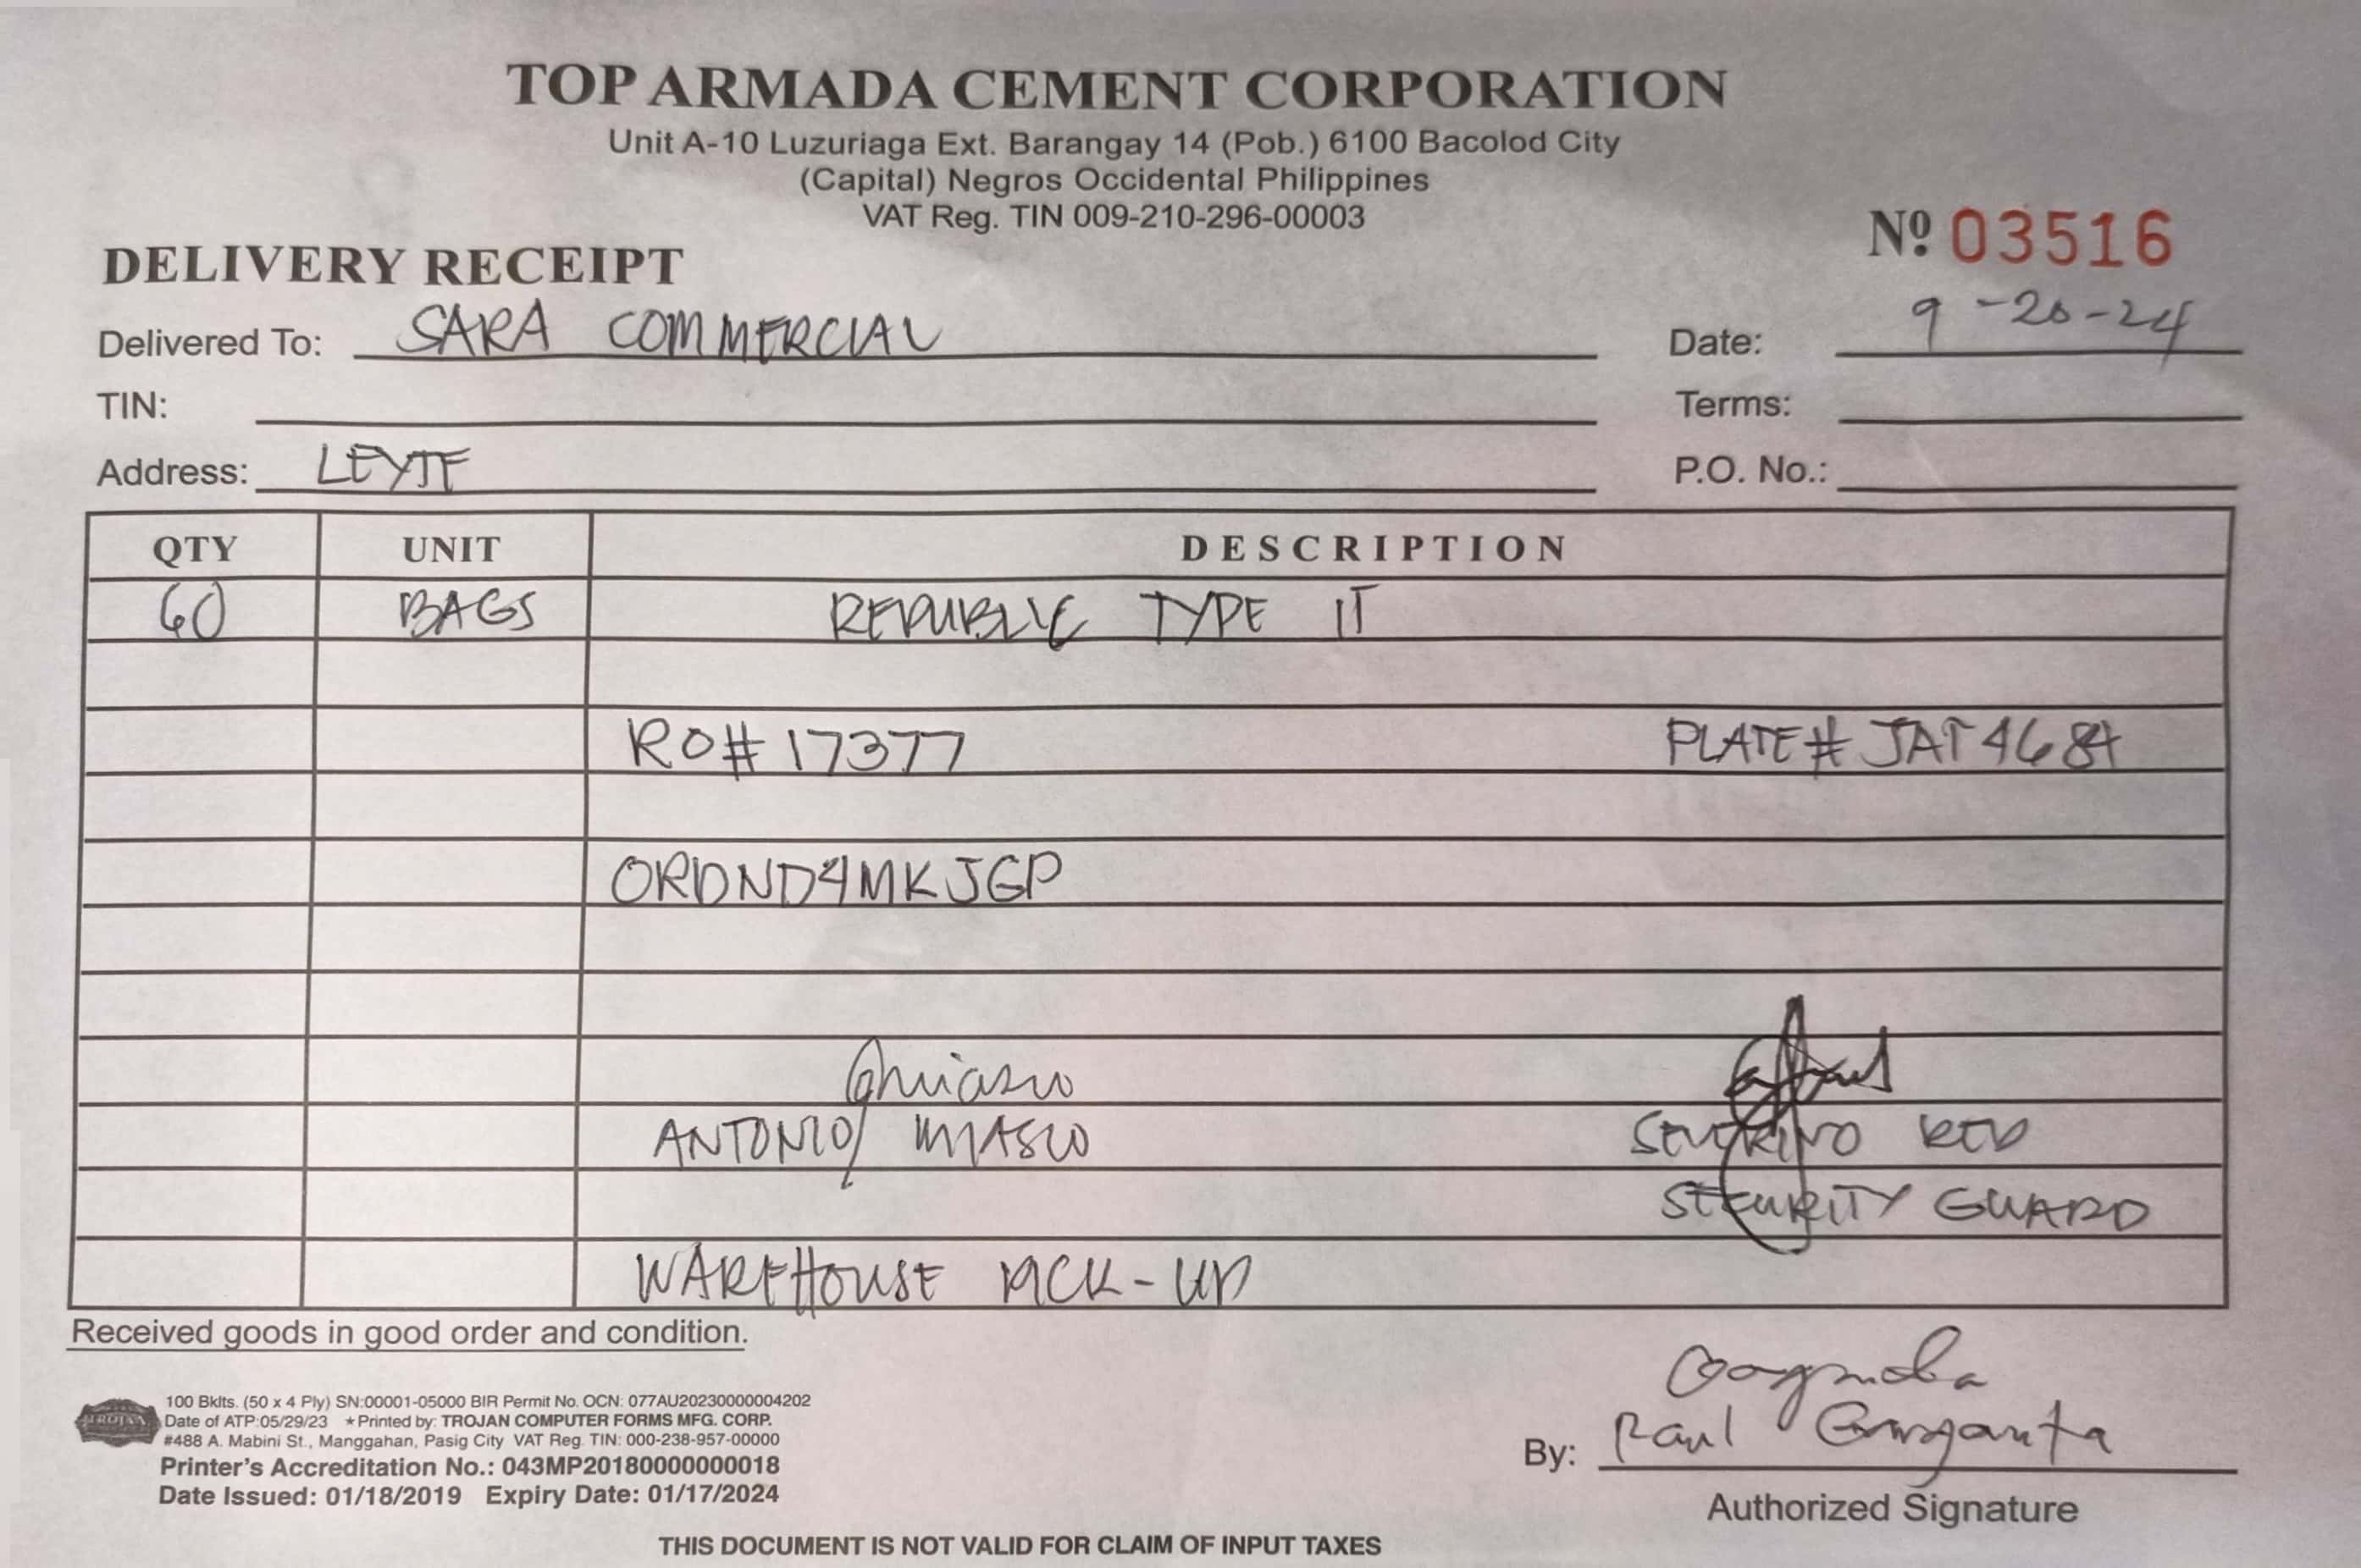 TOP ARMADA CEMENT CORPORATION
Unit A-10 Luzuriaga Ext. Barangay 14 (Pob.) 6100 Bacolod City
(Capital) Negros Occidental Philippines
VAT Reg. TIN 009-210-296-00003
Nº 03516
DELIVERY RECEIPT
Delivered To: SARA COMMERCIAL Date: 9-20-24
TIN: Terms:
Address: LEYTE P.O. No.:
QTY UNIT DESCRIPTION
60 BAGS REPUBLIC TYPE IT
RO# 17377 PLATE# JAT 4684
ORDND4MKJGP
ANTONIO SEVERINO RED
SECURITY GUARD
WAREHOUSE PICK-UP
Received goods in good order and condition.
100 Bklts. (50 x 4 Ply) SN:00001-05000 BIR Permit No. OCN: 077AU20230000004202
TROJAN Date of ATP:05/29/23 ★Printed by: TROJAN COMPUTER FORMS MFG. CORP.
#488 A. Mabini St., Manggahan, Pasig City VAT Reg. TIN: 000-238-957-00000
Printer's Accreditation No.: 043MP20180000000018
Date Issued: 01/18/2019 Expiry Date: 01/17/2024
By: Raul Garganta
Authorized Signature
THIS DOCUMENT IS NOT VALID FOR CLAIM OF INPUT TAXES